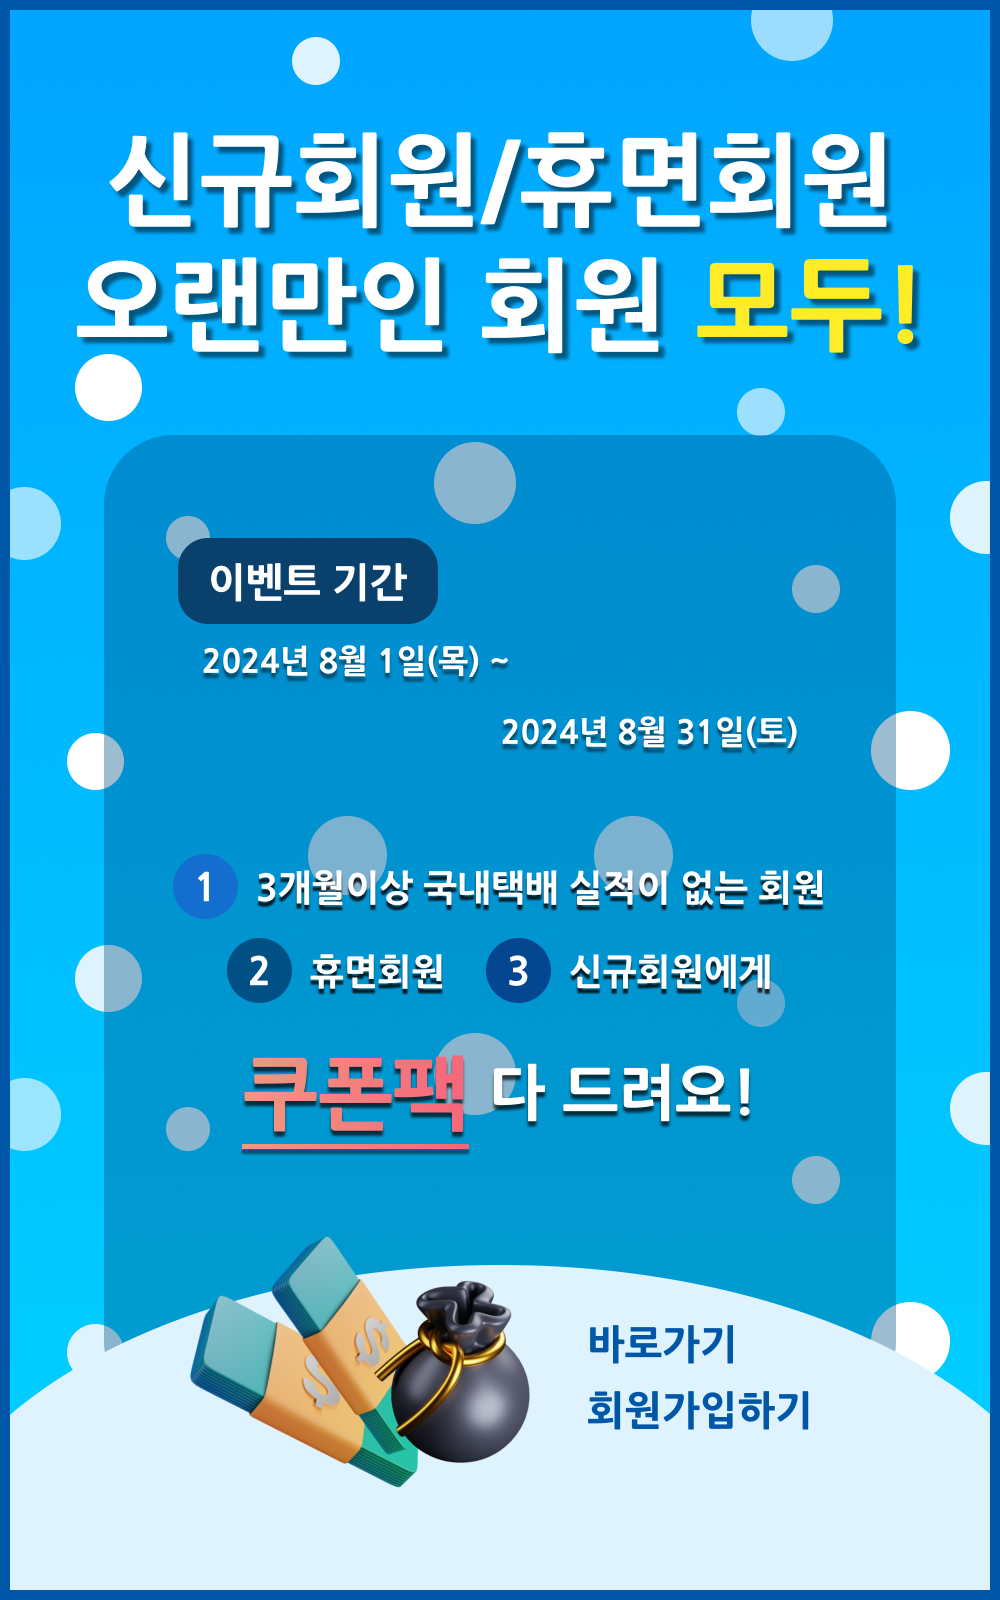 신규회원/휴면회원
오랜만인 회원 모두!
이벤트 기간
2024년 8월 1일(목) ~
2024년 8월 31일(토)
1 3개월이상 국내택배 실적이 없는 회원
2 휴면회원 3 신규회원에게
쿠폰팩 다 드려요!
$ $
바로가기
회원가입하기